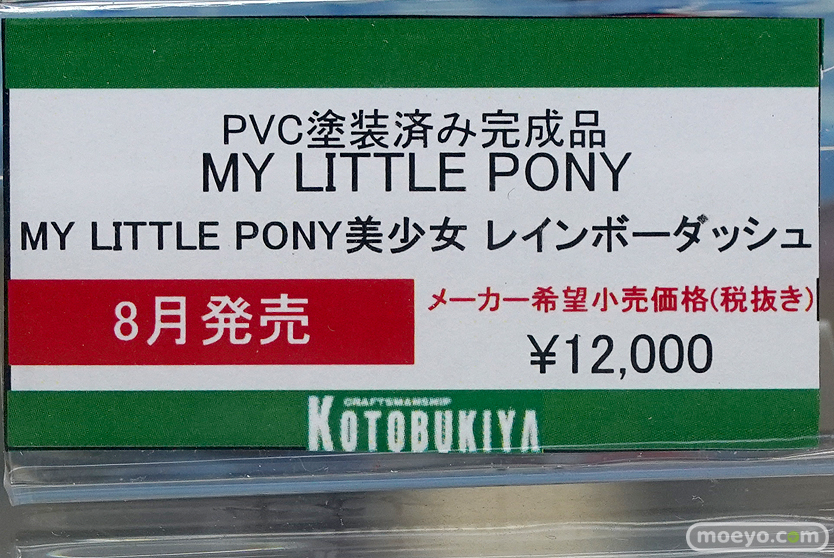 PVC塗装済み完成品
MY LITTLE PONY
MY LITTLE PONY美少女 レインボーダッシュ
8月発売
メーカー希望小売価格(税抜き)
¥12,000
CRAFTSMANSHIP
KOTOBUKIYA
moeyo.com